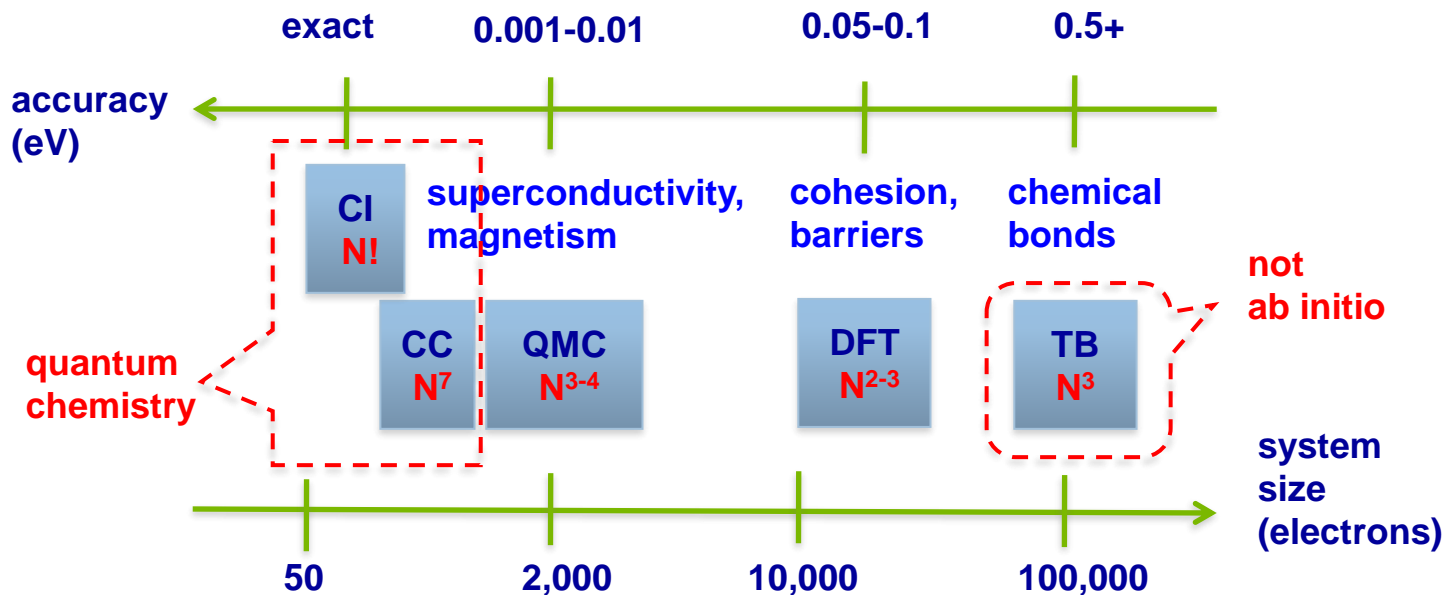 exact
0.001-0.01
0.05-0.1
0.5+
accuracy
(eV)
CI
N!
superconductivity,
magnetism
cohesion,
barriers
chemical
bonds
not
ab initio
quantum
chemistry
CC
N⁷
QMC
N³⁻⁴
DFT
N²⁻³
TB
N³
system
size
(electrons)
50
2,000
10,000
100,000